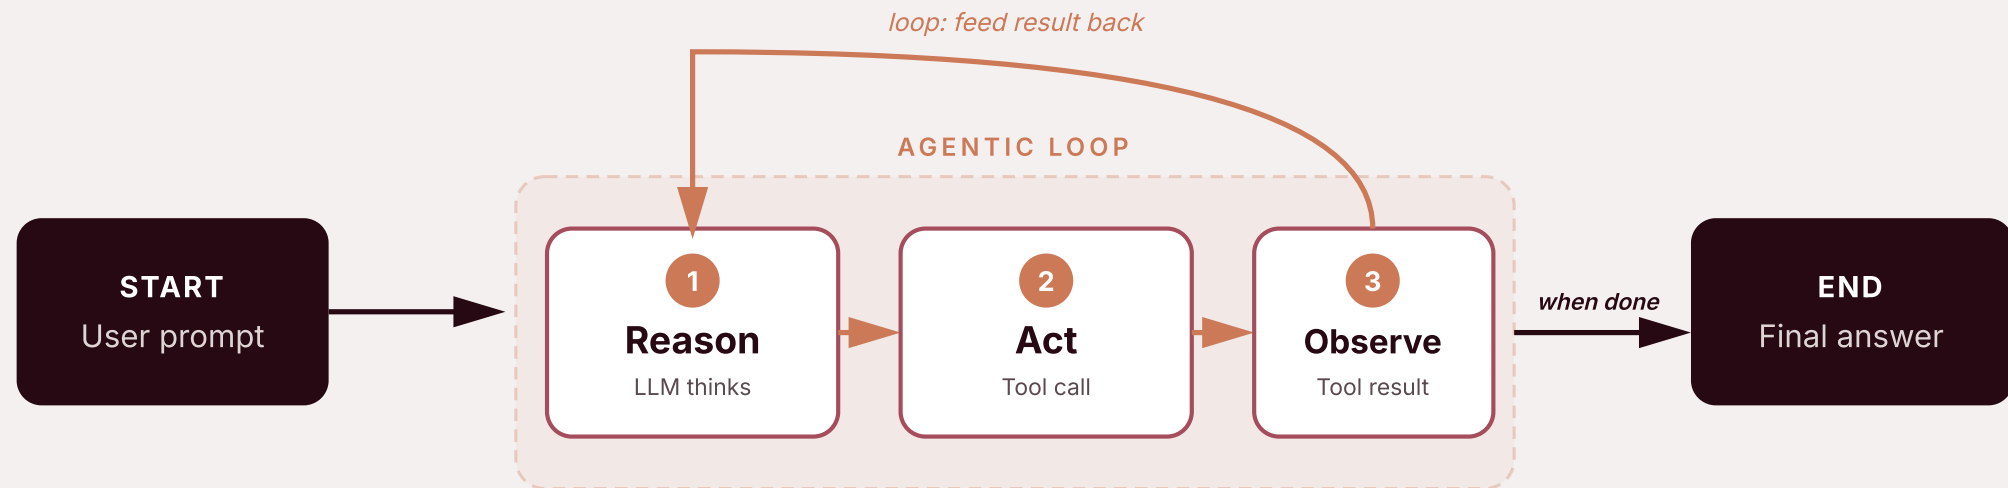 loop: feed result back
AGENTIC LOOP
START
User prompt
1
Reason
LLM thinks
2
Act
Tool call
3
Observe
Tool result
when done
END
Final answer